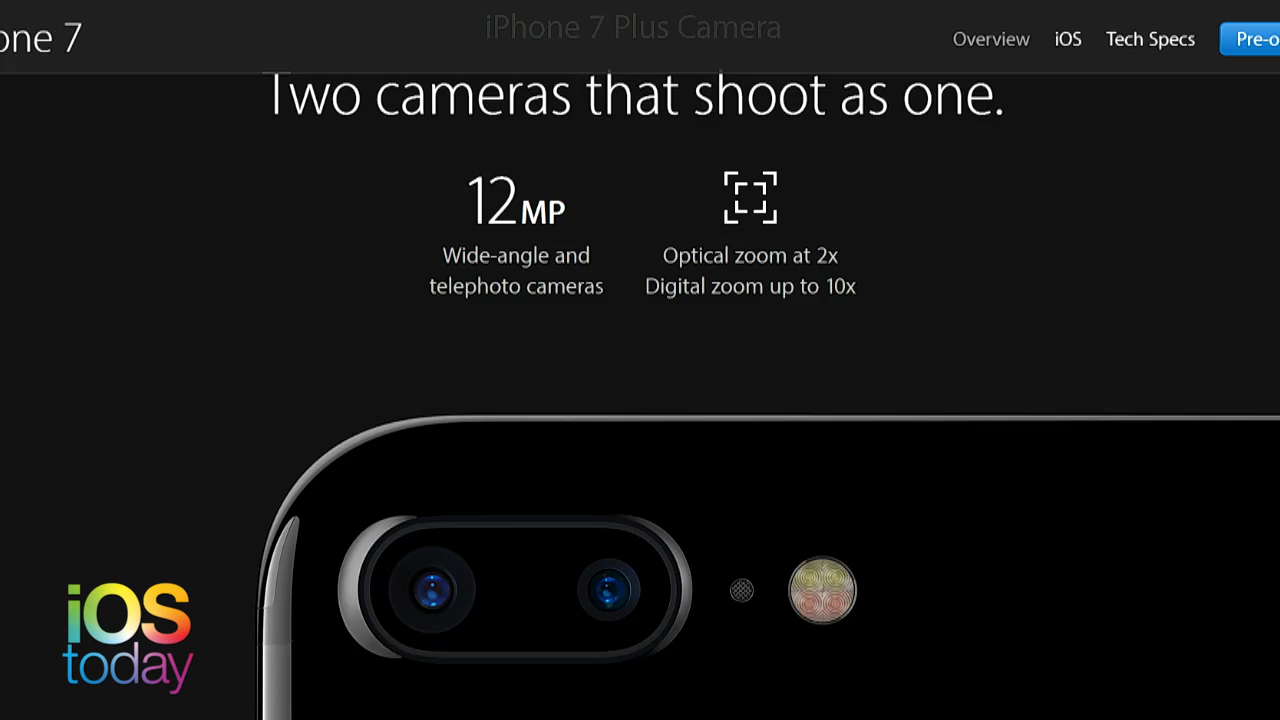 one 7
iPhone 7 Plus Camera
Overview
iOS
Tech Specs
Pre-o
Two cameras that shoot as one.
12MP
Wide-angle and
telephoto cameras
Optical zoom at 2x
Digital zoom up to 10x
iOS
today